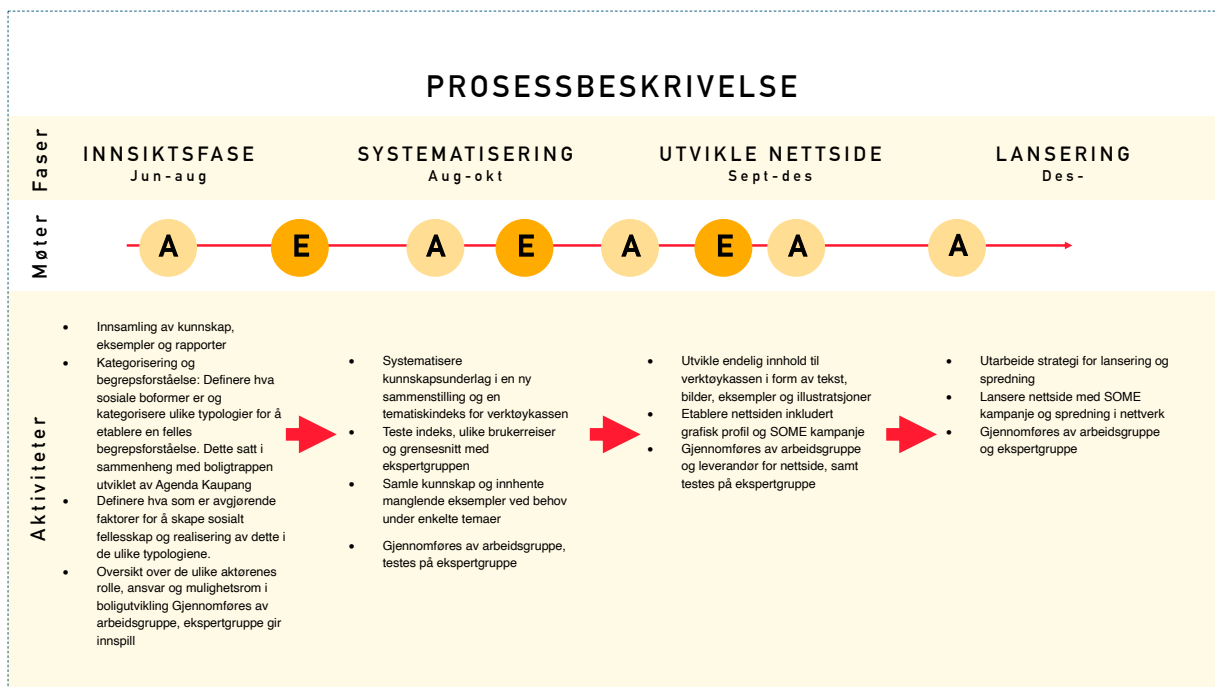 PROSESSBESKRIVELSE
Faser
INNSIKTSFASE
Jun-aug
SYSTEMATISERING
Aug-okt
UTVIKLE NETTSIDE
Sept-des
LANSERING
Des-
Møter
A
E
A
E
A
E
A
A
Aktiviteter
• Innsamling av kunnskap,
eksempler og rapporter
• Kategorisering og
begrepsforståelse: Definere hva
sosiale boformer er og
kategorisere ulike typologier for å
etablere en felles
begrepsforståelse. Dette satt i
sammenheng med boligtrappen
utviklet av Agenda Kaupang
• Definere hva som er avgjørende
faktorer for å skape sosialt
fellesskap og realisering av dette i
de ulike typologiene.
• Oversikt over de ulike aktørenes
rolle, ansvar og mulighetsrom i
boligutvikling Gjennomføres av
arbeidsgruppe, ekspertgruppe gir
innspill
• Systematisere
kunnskapsunderlag i en ny
sammenstilling og en
tematiskindeks for verktøykassen
• Teste indeks, ulike brukerreiser
og grensesnitt med
ekspertgruppen
• Samle kunnskap og innhente
manglende eksempler ved behov
under enkelte temaer
• Gjennomføres av arbeidsgruppe,
testes på ekspertgruppe
• Utvikle endelig innhold til
verktøykassen i form av tekst,
bilder, eksempler og illustratsjoner
• Etablere nettsiden inkludert
grafisk profil og SOME kampanje
• Gjennomføres av arbeidsgruppe
og leverandør for nettside, samt
testes på ekspertgruppe
• Utarbeide strategi for lansering og
spredning
• Lansere nettside med SOME
kampanje og spredning i nettverk
• Gjennomføres av arbeidsgruppe
og ekspertgruppe